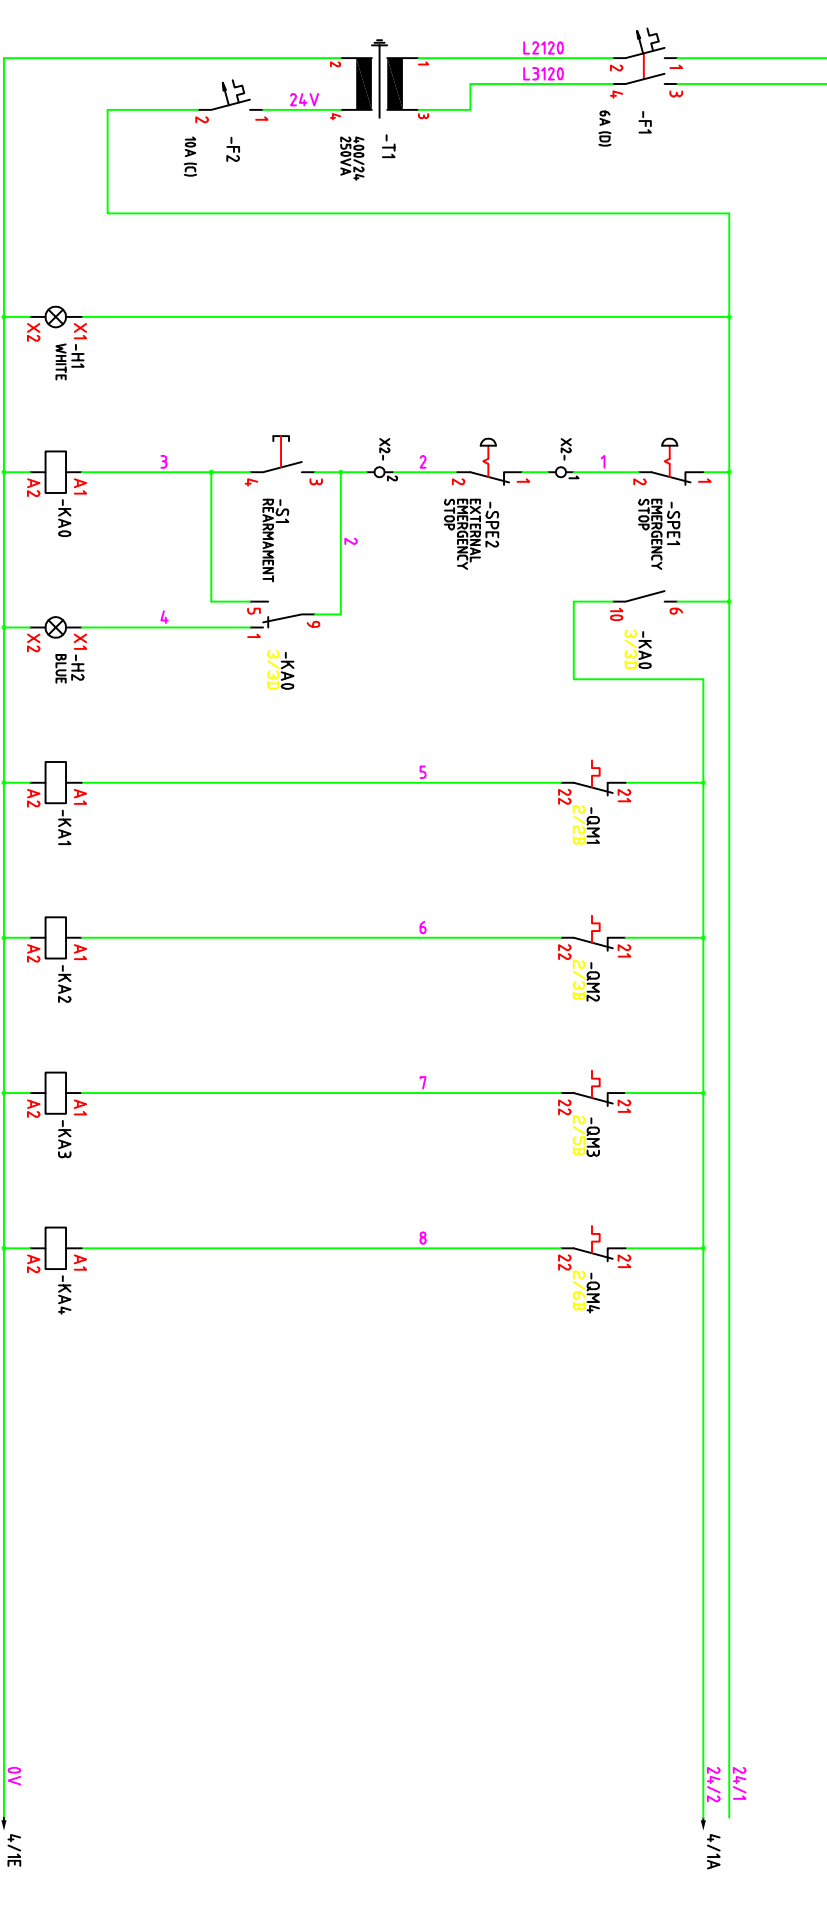 L2120
L3120
1
2
3
4
-F1
6A (D)
1
2
3
4
-T1
400/24
250VA
24V
1
2
-F2
10A (C)
X1
X2
-H1
WHITE
1
2
-SPE1
EMERGENCY
STOP
1
X2-
1
1
2
-SPE2
EXTERNAL
EMERGENCY
STOP
2
X2-
2
3
4
-S1
REARMAMENT
3
A1
A2
-KA0
2
6
10
-KA0
3/3D
9
5
1
-KA0
3/3D
4
X1
X2
-H2
BLUE
21
22
-QM1
2/2B
5
A1
A2
-KA1
21
22
-QM2
2/3B
6
A1
A2
-KA2
21
22
-QM3
2/5B
7
A1
A2
-KA3
21
22
-QM4
2/6B
8
A1
A2
-KA4
24/1
24/2
4/1A
0V
4/1E